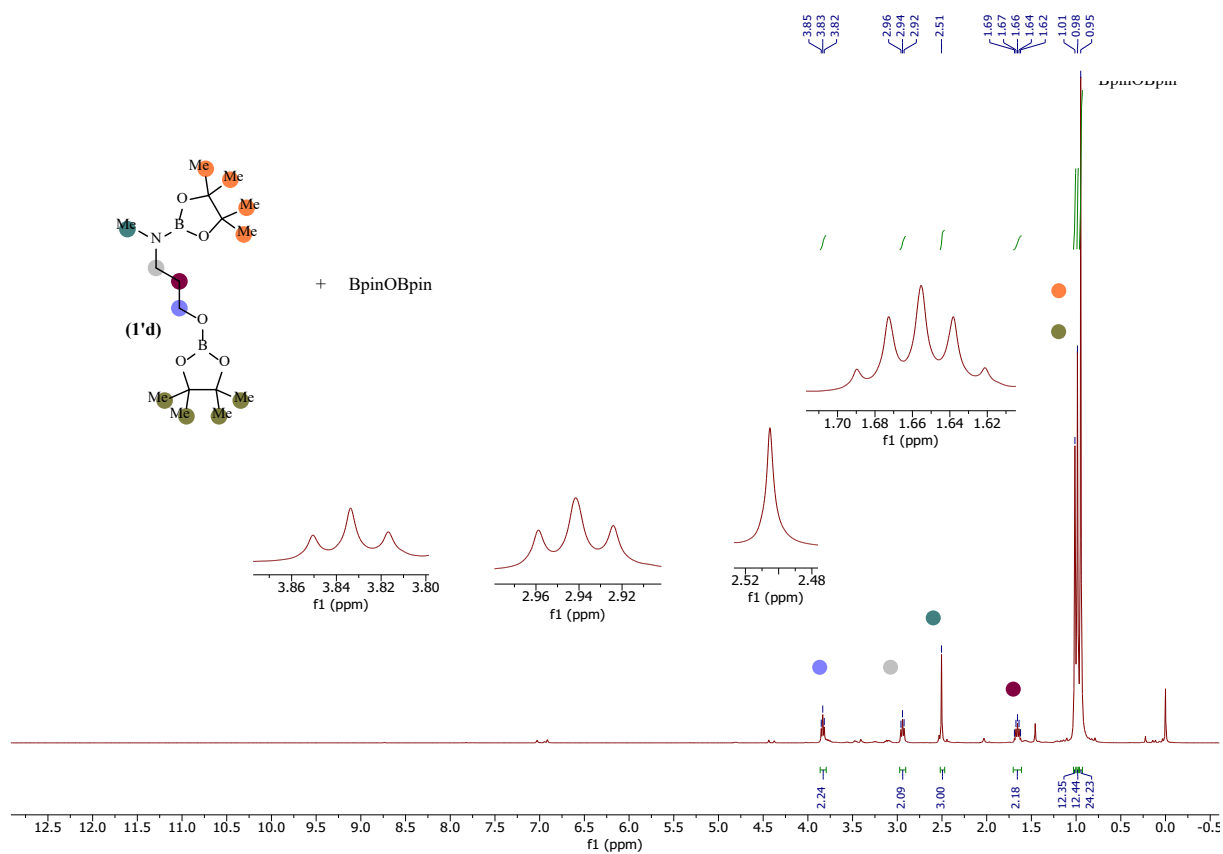 3.85
3.83
3.82
2.96
2.94
2.92
2.51
1.69
1.67
1.66
1.64
1.62
1.01
0.98
0.95
BpinOBpin
Me
Me
O
Me
Me
B
O
Me
N
+ BpinOBpin
(1'd)
O
B
O
O
Me
Me
Me
Me
1.70 1.68 1.66 1.64 1.62
f1 (ppm)
3.86 3.84 3.82 3.80
f1 (ppm)
2.96 2.94 2.92
f1 (ppm)
2.52 2.48
f1 (ppm)
2.24
2.09
3.00
2.18
12.35
12.44
24.23
12.5 12.0 11.5 11.0 10.5 10.0 9.5 9.0 8.5 8.0 7.5 7.0 6.5 6.0 5.5 5.0 4.5 4.0 3.5 3.0 2.5 2.0 1.5 1.0 0.5 0.0 -0.5
f1 (ppm)